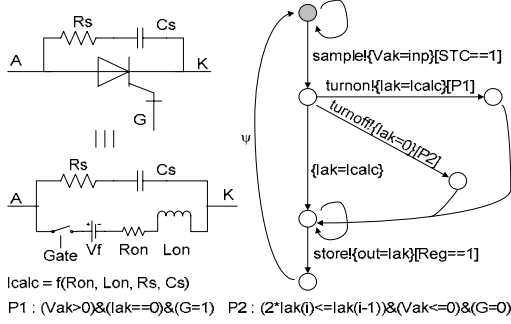 Rs
Cs
A
K
G
Rs
Cs
A
K
Gate
Vf
Ron
Lon
Icalc = f(Ron, Lon, Rs, Cs)
sample!{Vak=inp}[STC==1]
turnon!{Iak=Icalc}[P1]
turnoff!{Iak=0}[P2]
ψ
{Iak=Icalc}
store!{out=Iak}[Reg==1]
P1 : (Vak>0)&(Iak==0)&(G=1) P2 : (2*Iak(i)<=Iak(i-1))&(Vak<=0)&(G=0)